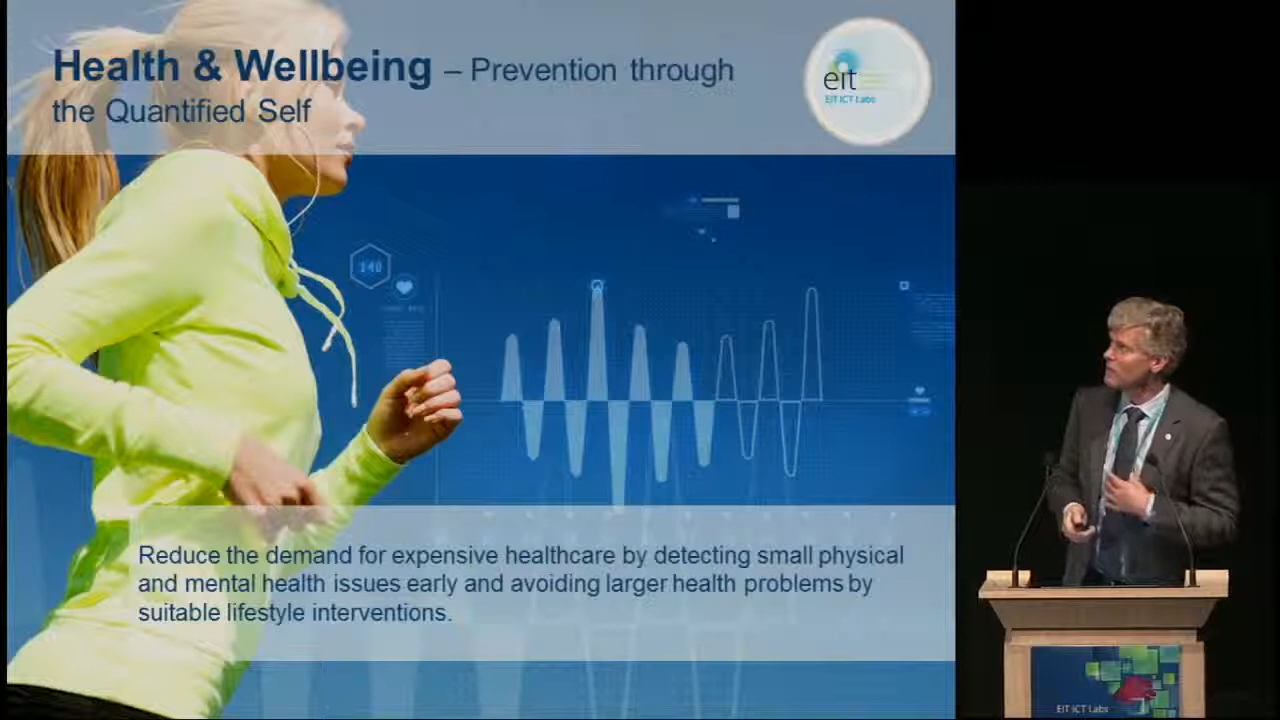 Health & Wellbeing – Prevention through
the Quantified Self
eit
EIT ICT Labs
140
Reduce the demand for expensive healthcare by detecting small physical
and mental health issues early and avoiding larger health problems by
suitable lifestyle interventions.
EIT ICT Labs